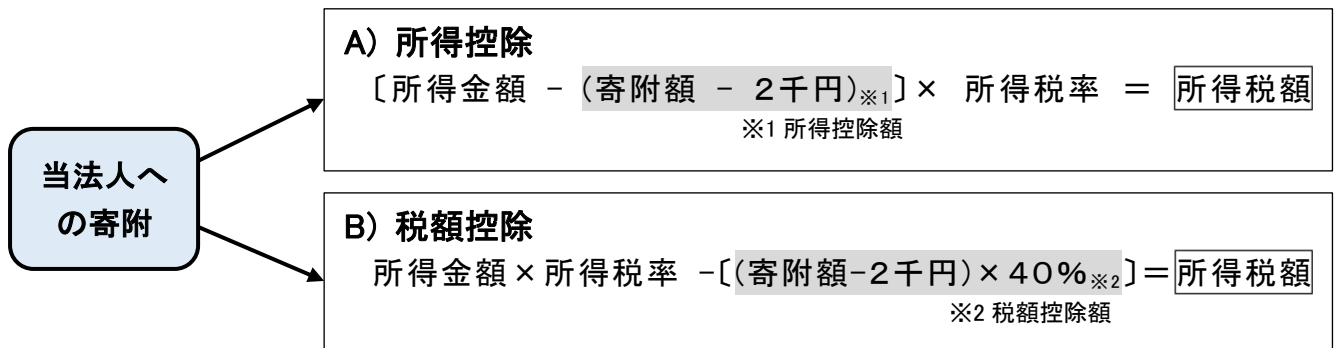 当法人へ
の寄附
A）所得控除
〔所得金額 － （寄附額 － ２千円）※1〕× 所得税率 ＝ 所得税額
※1 所得控除額
B）税額控除
所得金額×所得税率 －〔（寄附額－２千円）×４０％※2〕＝所得税額
※2 税額控除額